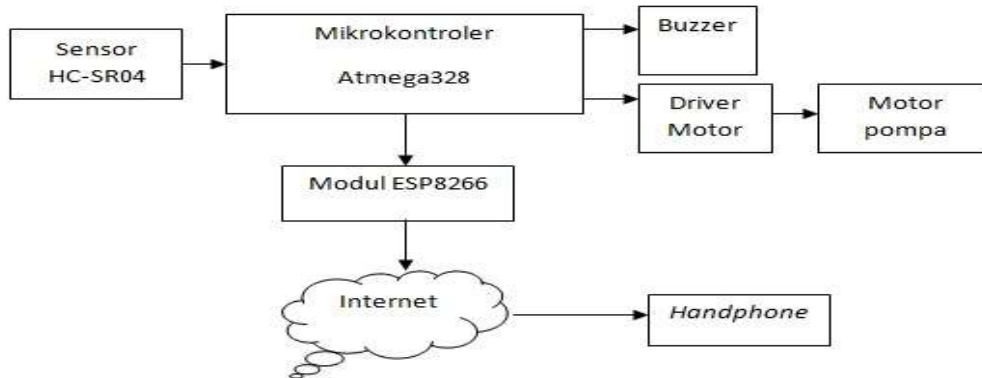 Sensor
HC-SR04
Mikrokontroler
Atmega328
Buzzer
Driver
Motor
Motor
pompa
Modul ESP8266
Internet
Handphone